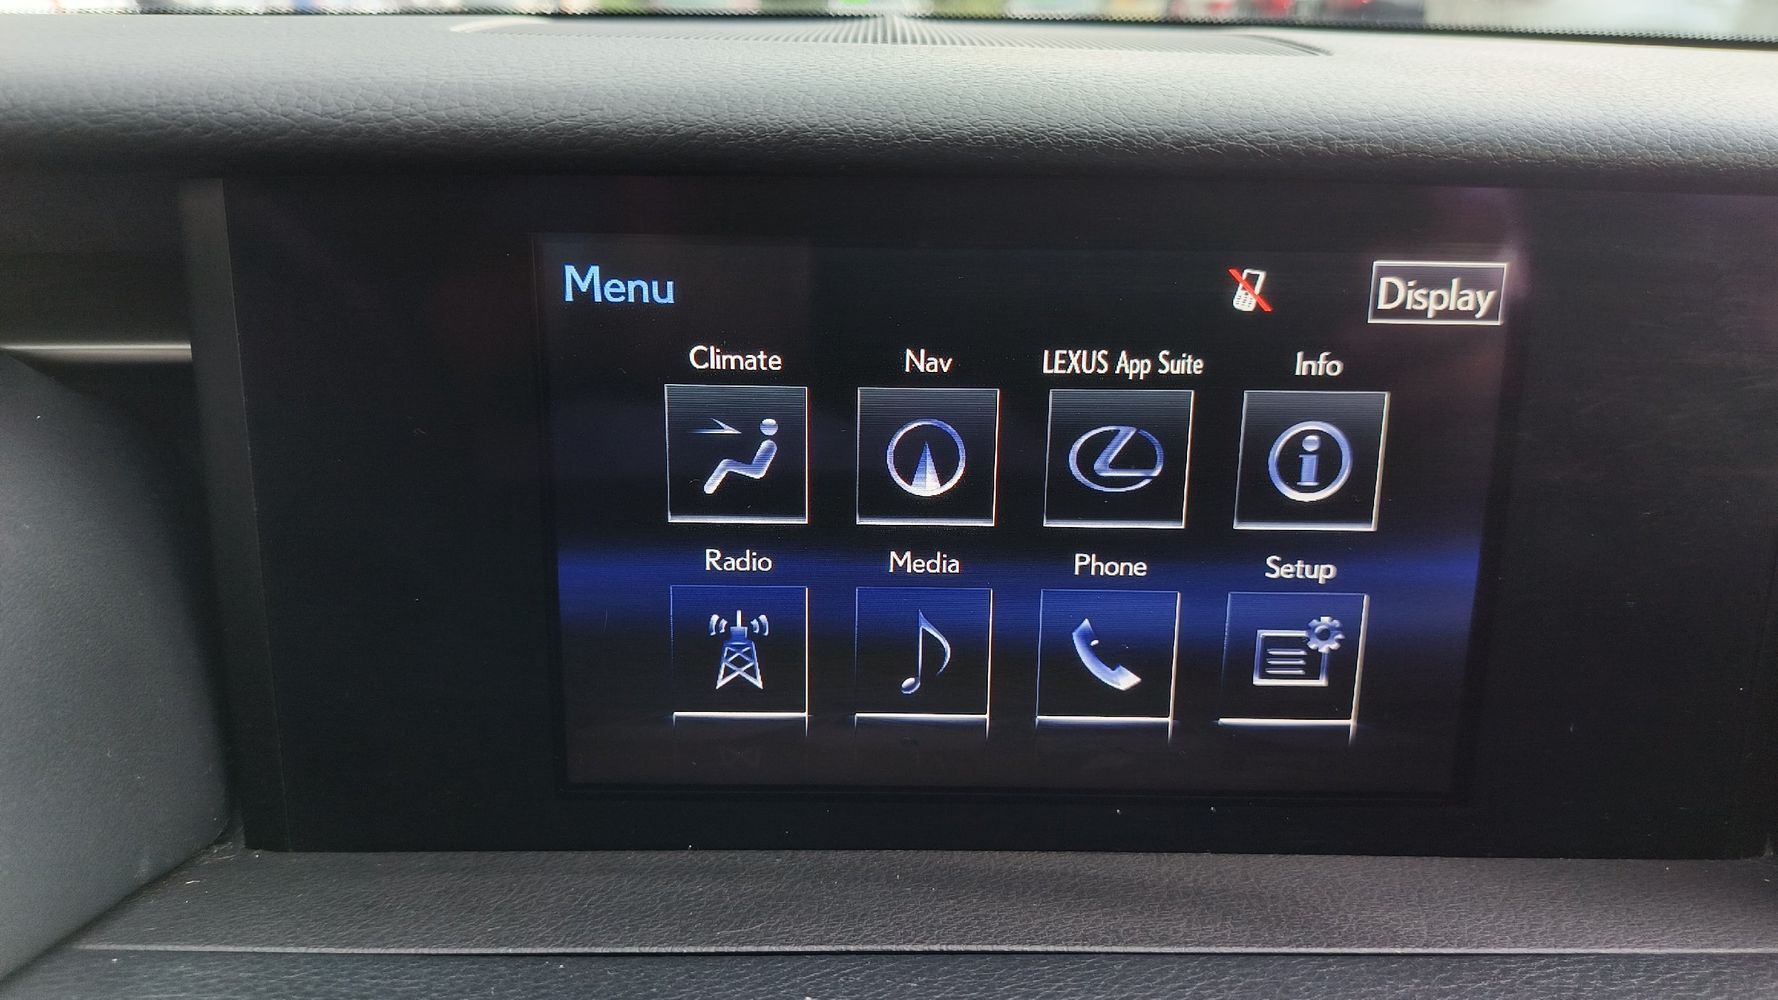 Menu
Display
Climate Nav LEXUS App Suite Info
Radio Media Phone Setup